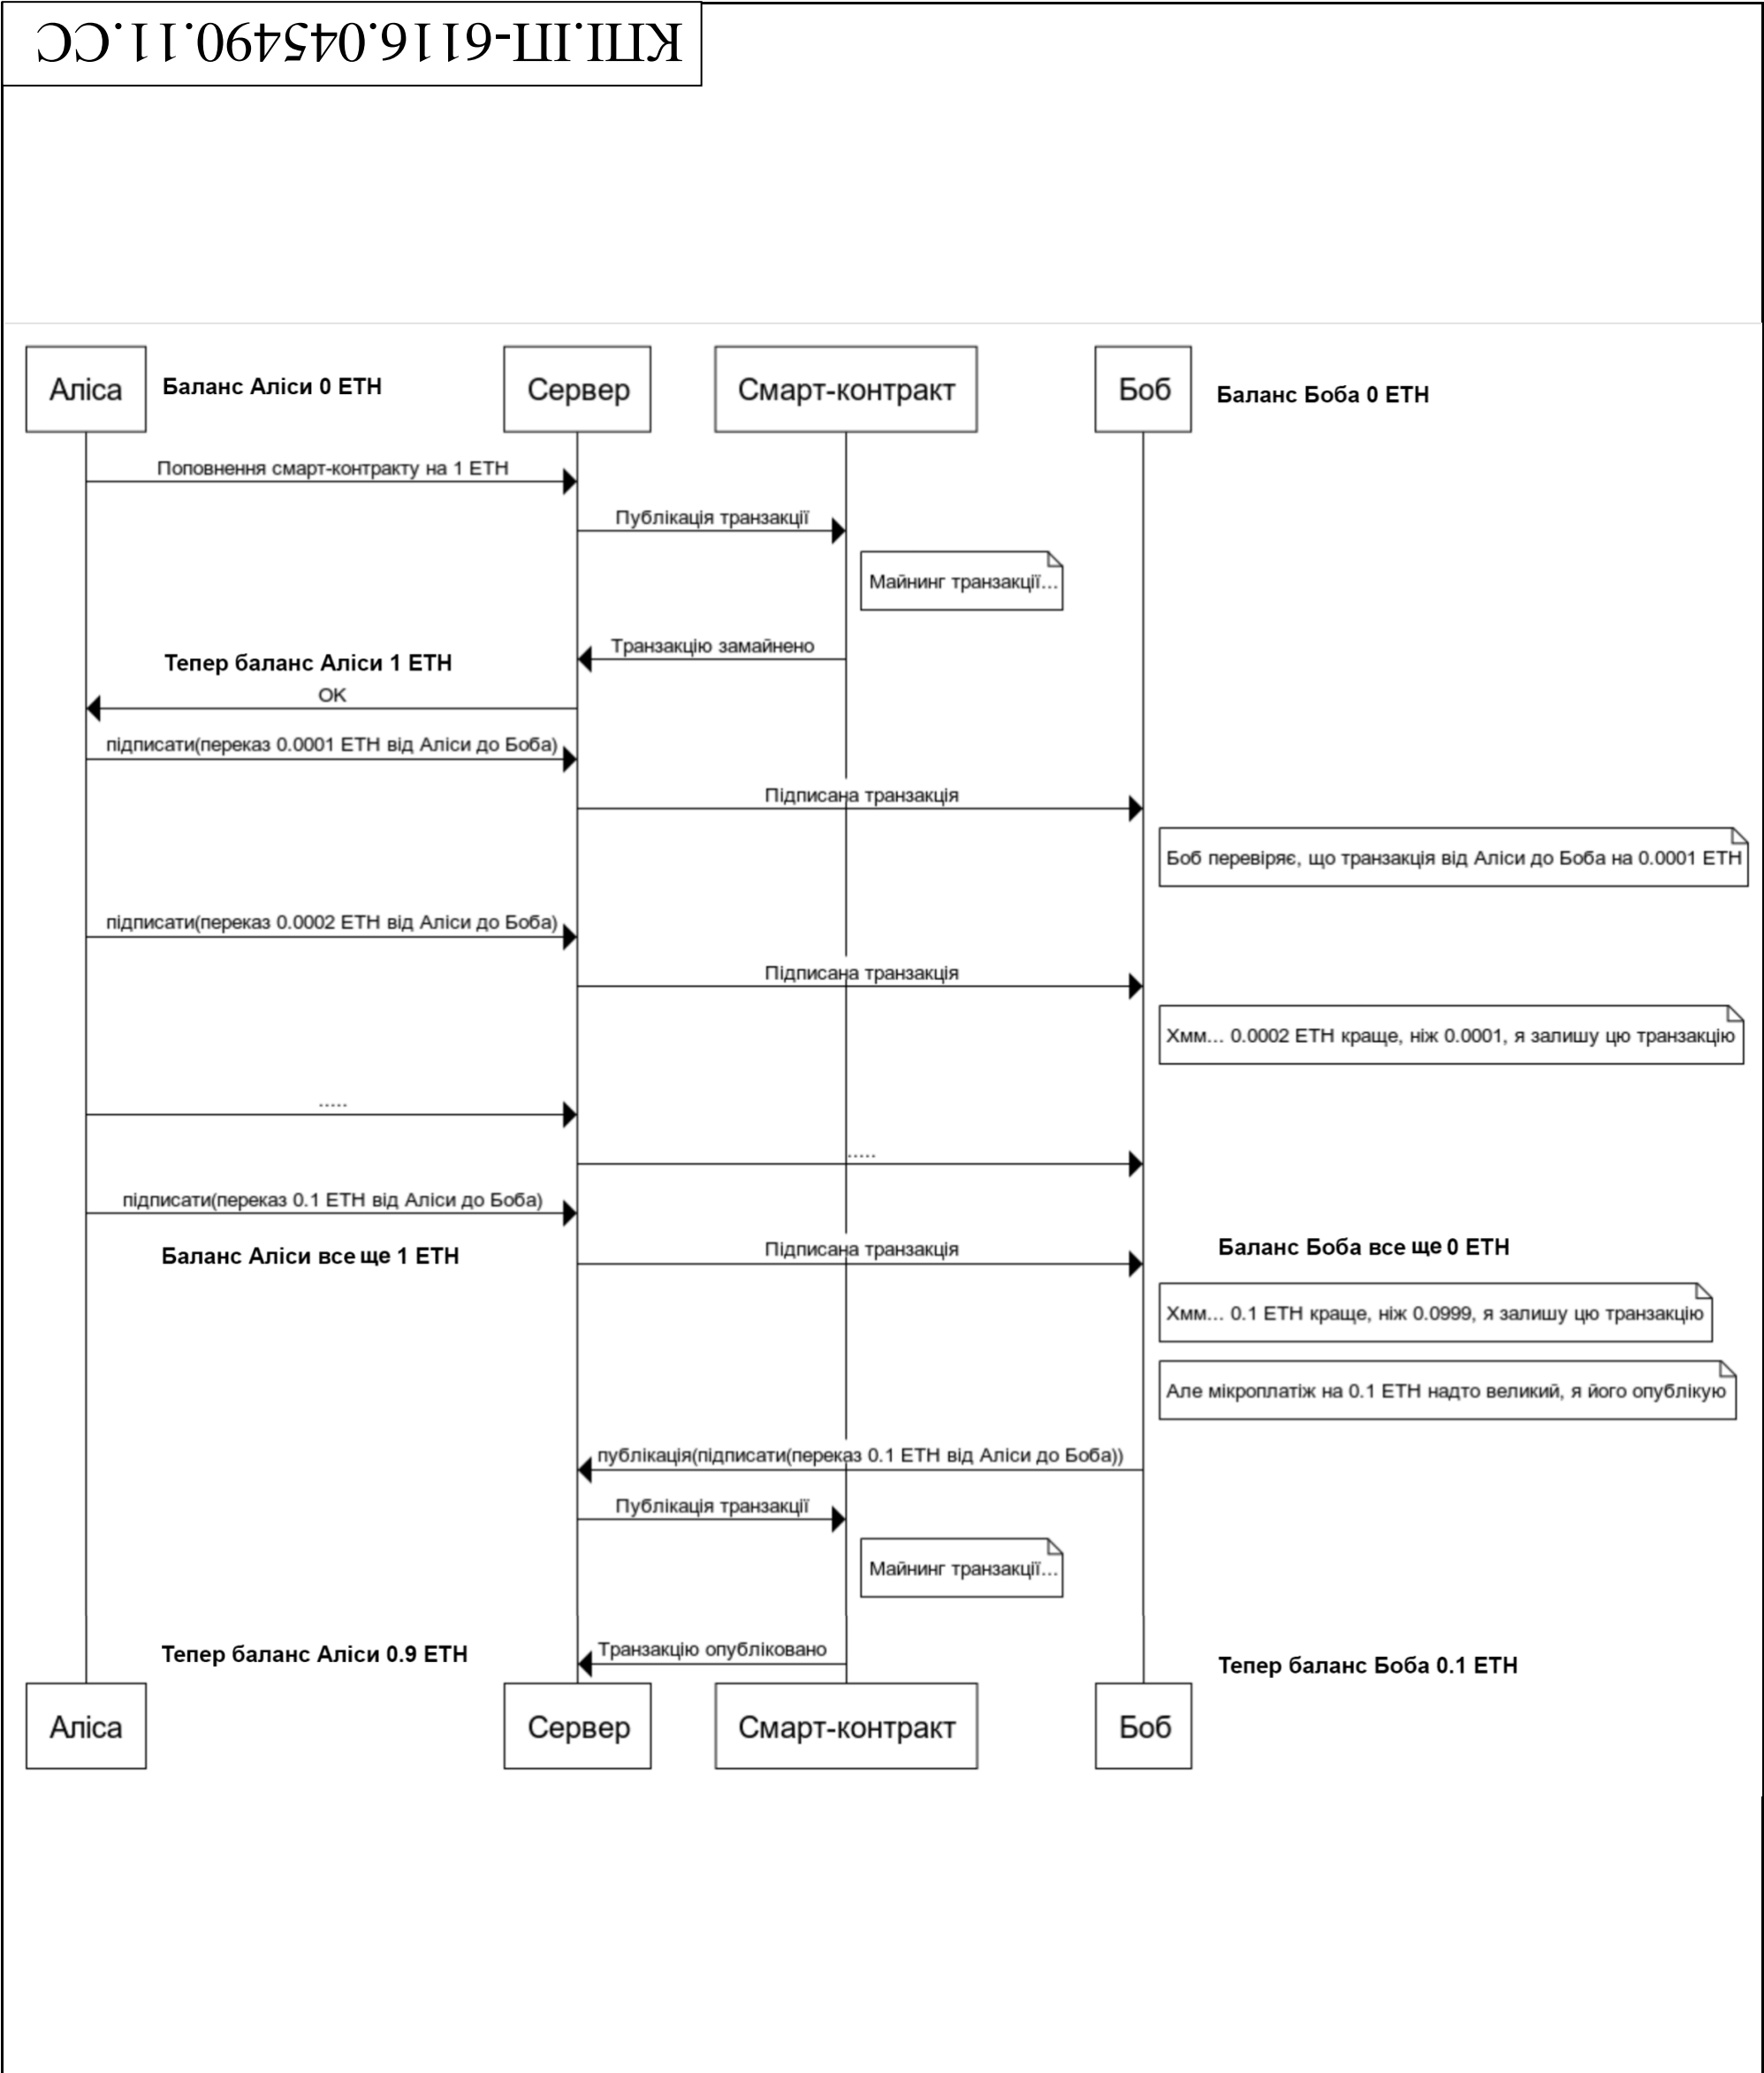 КПІ.ІП-6116.045490.11.СС
Аліса
Баланс Аліси 0 ETH
Сервер
Смарт-контракт
Боб
Баланс Боба 0 ETH
Поповнення смарт-контракту на 1 ETH
Публікація транзакції
Майнинг транзакції...
Транзакцію замайнено
Тепер баланс Аліси 1 ETH
OK
підписати(переказ 0.0001 ETH від Аліси до Боба)
Підписана транзакція
Боб перевіряє, що транзакція від Аліси до Боба на 0.0001 ETH
підписати(переказ 0.0002 ETH від Аліси до Боба)
Підписана транзакція
Хмм... 0.0002 ETH краще, ніж 0.0001, я залишу цю транзакцію
.....
.....
підписати(переказ 0.1 ETH від Аліси до Боба)
Баланс Аліси все ще 1 ETH
Підписана транзакція
Баланс Боба все ще 0 ETH
Хмм... 0.1 ETH краще, ніж 0.0999, я залишу цю транзакцію
Але мікроплатіж на 0.1 ETH надто великий, я його опублікую
публікація(підписати(переказ 0.1 ETH від Аліси до Боба))
Публікація транзакції
Майнинг транзакції...
Тепер баланс Аліси 0.9 ETH
Транзакцію опубліковано
Тепер баланс Боба 0.1 ETH
Аліса
Сервер
Смарт-контракт
Боб